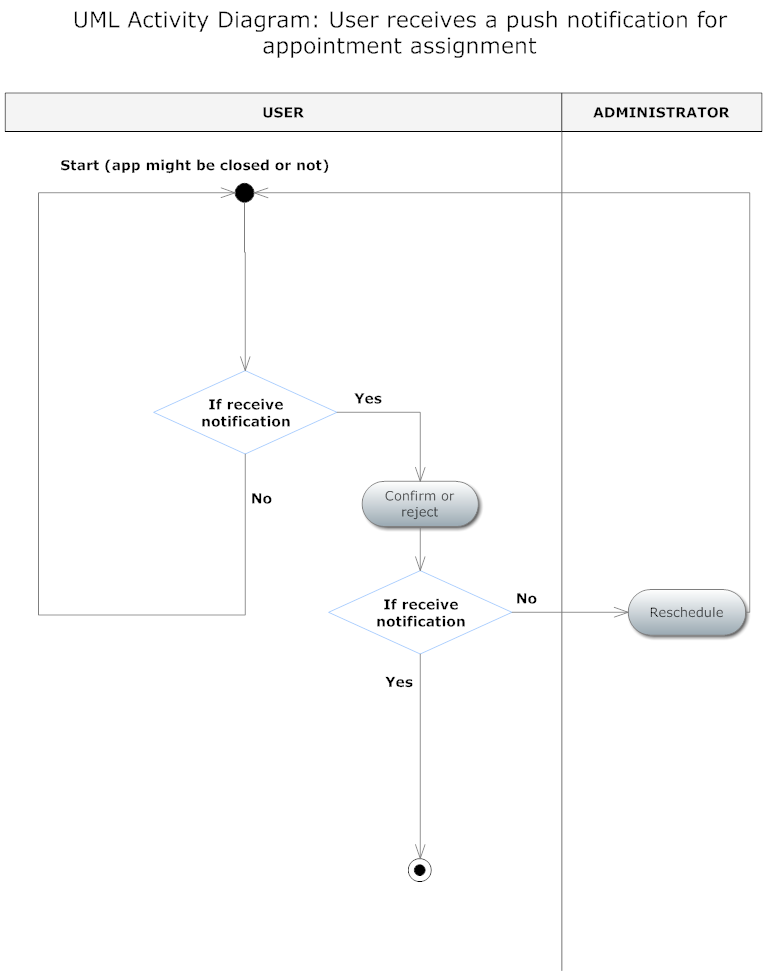 UML Activity Diagram: User receives a push notification for
appointment assignment
USER
ADMINISTRATOR
Start (app might be closed or not)
If receive
notification
Yes
No
Confirm or
reject
If receive
notification
No
Reschedule
Yes